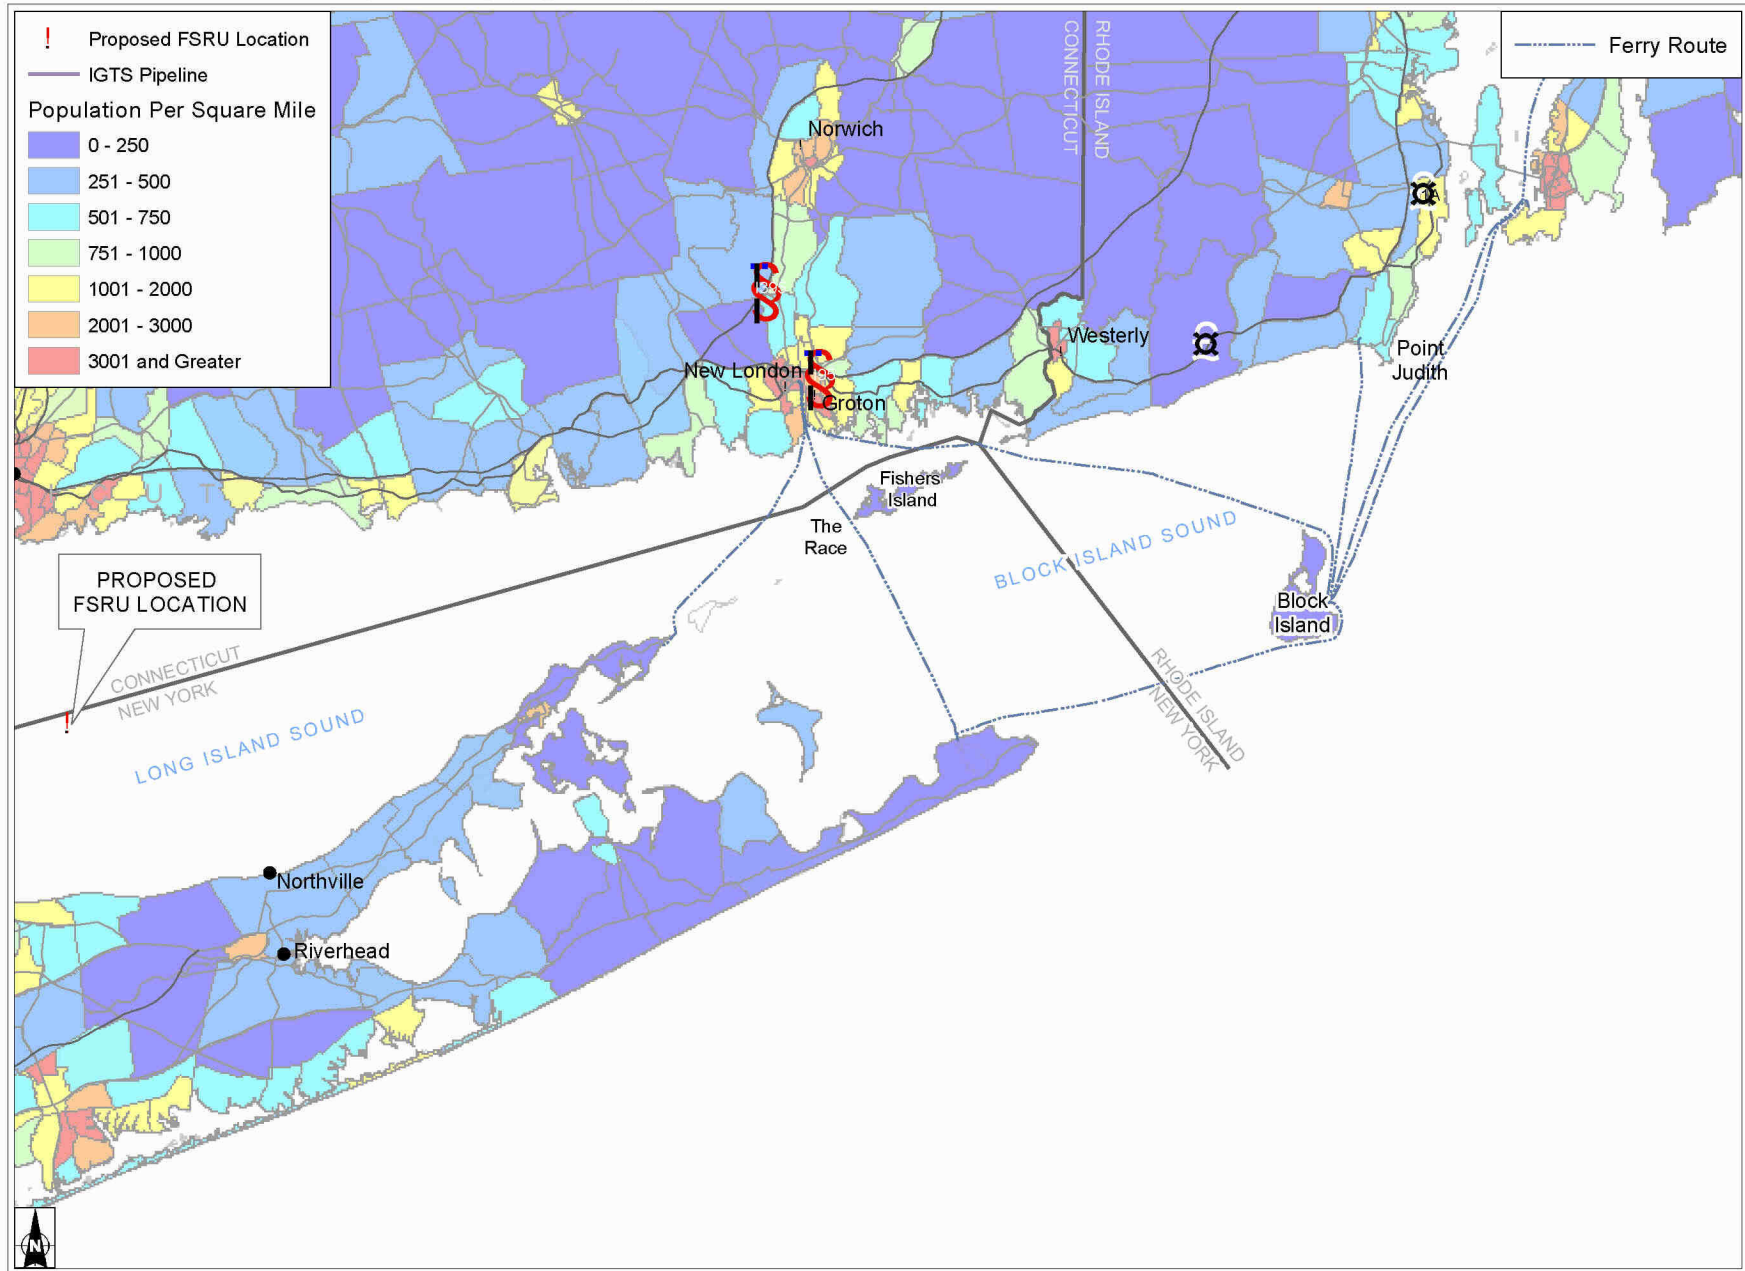 ! Proposed FSRU Location
IGTS Pipeline
Population Per Square Mile
0 - 250
251 - 500
501 - 750
751 - 1000
1001 - 2000
2001 - 3000
3001 and Greater
Ferry Route
RHODE ISLAND
CONNECTICUT
Norwich
1A
Westerly
New London
95
Groton
Point
Judith
U T
Fishers
Island
The
Race
BLOCK ISLAND SOUND
PROPOSED
FSRU LOCATION
Block
Island
CONNECTICUT
NEW YORK
!
RHODE ISLAND
NEW YORK
LONG ISLAND SOUND
Northville
Riverhead
N